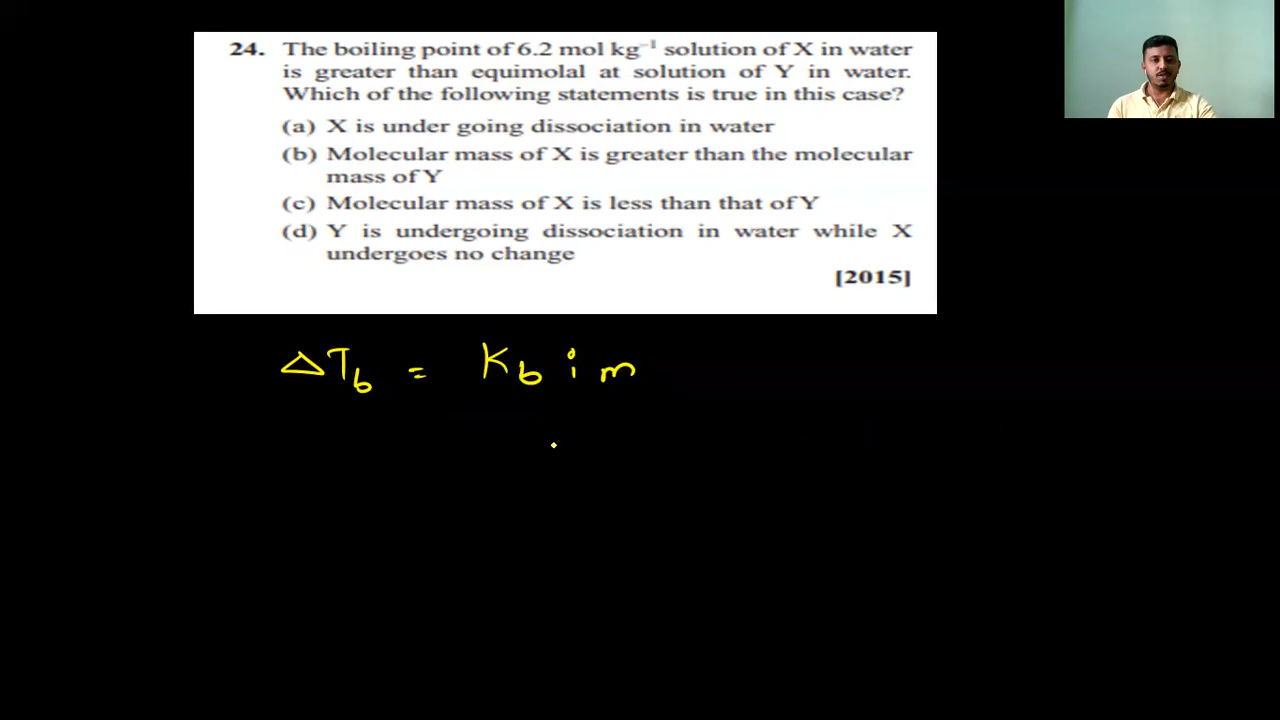 24. The boiling point of 6.2 mol kg⁻¹ solution of X in water
is greater than equimolal at solution of Y in water.
Which of the following statements is true in this case?
(a) X is under going dissociation in water
(b) Molecular mass of X is greater than the molecular
mass of Y
(c) Molecular mass of X is less than that of Y
(d) Y is undergoing dissociation in water while X
undergoes no change
[2015]
ΔT_b = K_b i m